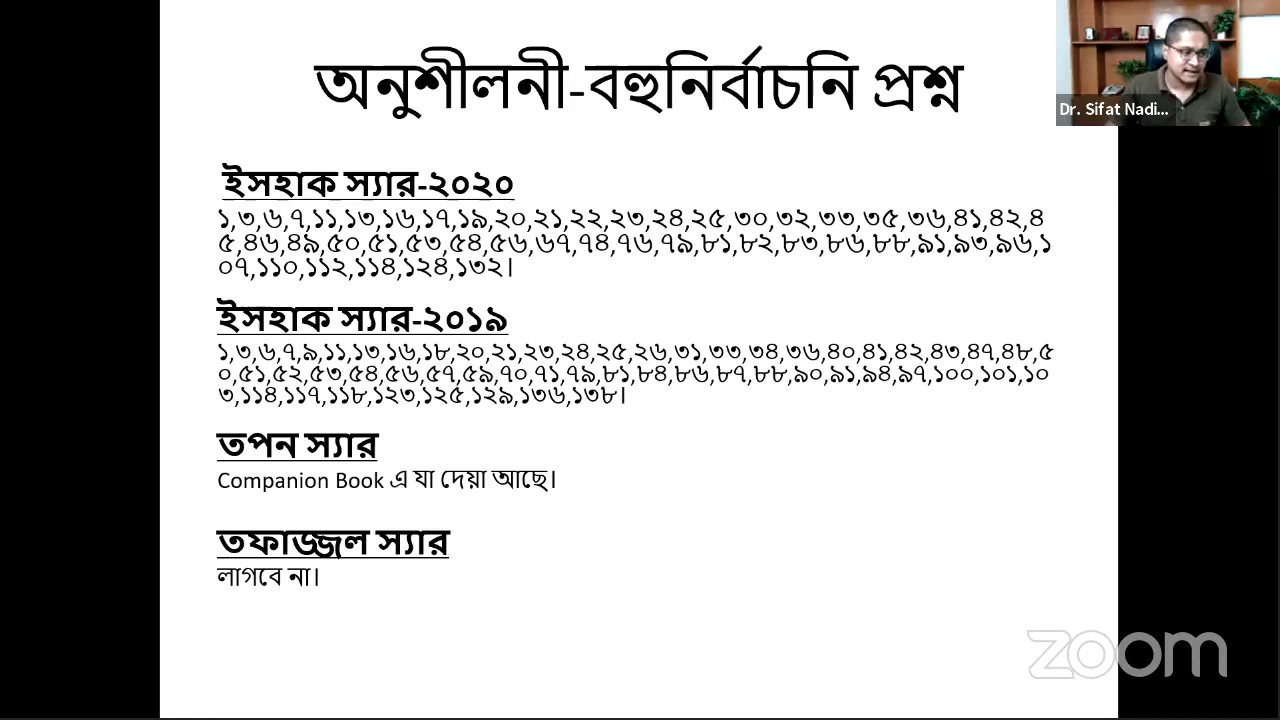 অনুশীলনী-বহুনির্বাচনি প্রশ্ন
Dr. Sifat Nadi...
ইসহাক স্যার-২০২০
১,৩,৬,৭,১১,১৩,১৬,১৭,১৯,২০,২১,২২,২৩,২৪,২৫,৩০,৩২,৩৩,৩৫,৩৬,৪১,৪২,৪
৫,৪৬,৪৯,৫০,৫১,৫৩,৫৪,৫৬,৬৭,৭৪,৭৬,৭৯,৮১,৮২,৮৩,৮৬,৮৮,৯১,৯৩,৯৬,১
০৭,১১০,১১২,১১৪,১২৪,১৩২।
ইসহাক স্যার-২০১৯
১,৩,৬,৭,৯,১১,১৩,১৬,১৮,২০,২১,২৩,২৪,২৫,২৬,৩১,৩৩,৩৪,৩৬,৪০,৪১,৪২,৪৩,৪৭,৪৮,৫
০,৫১,৫২,৫৩,৫৪,৫৬,৫৭,৫৯,৭০,৭১,৭৯,৮১,৮৪,৮৬,৮৭,৮৮,৯০,৯১,৯৪,৯৭,১০০,১০১,১০
৩,১১৪,১১৭,১১৮,১২৩,১২৫,১২৯,১৩৬,১৩৮।
তপন স্যার
Companion Book এ যা দেয়া আছে।
তফাজ্জল স্যার
লাগবে না।
zoom